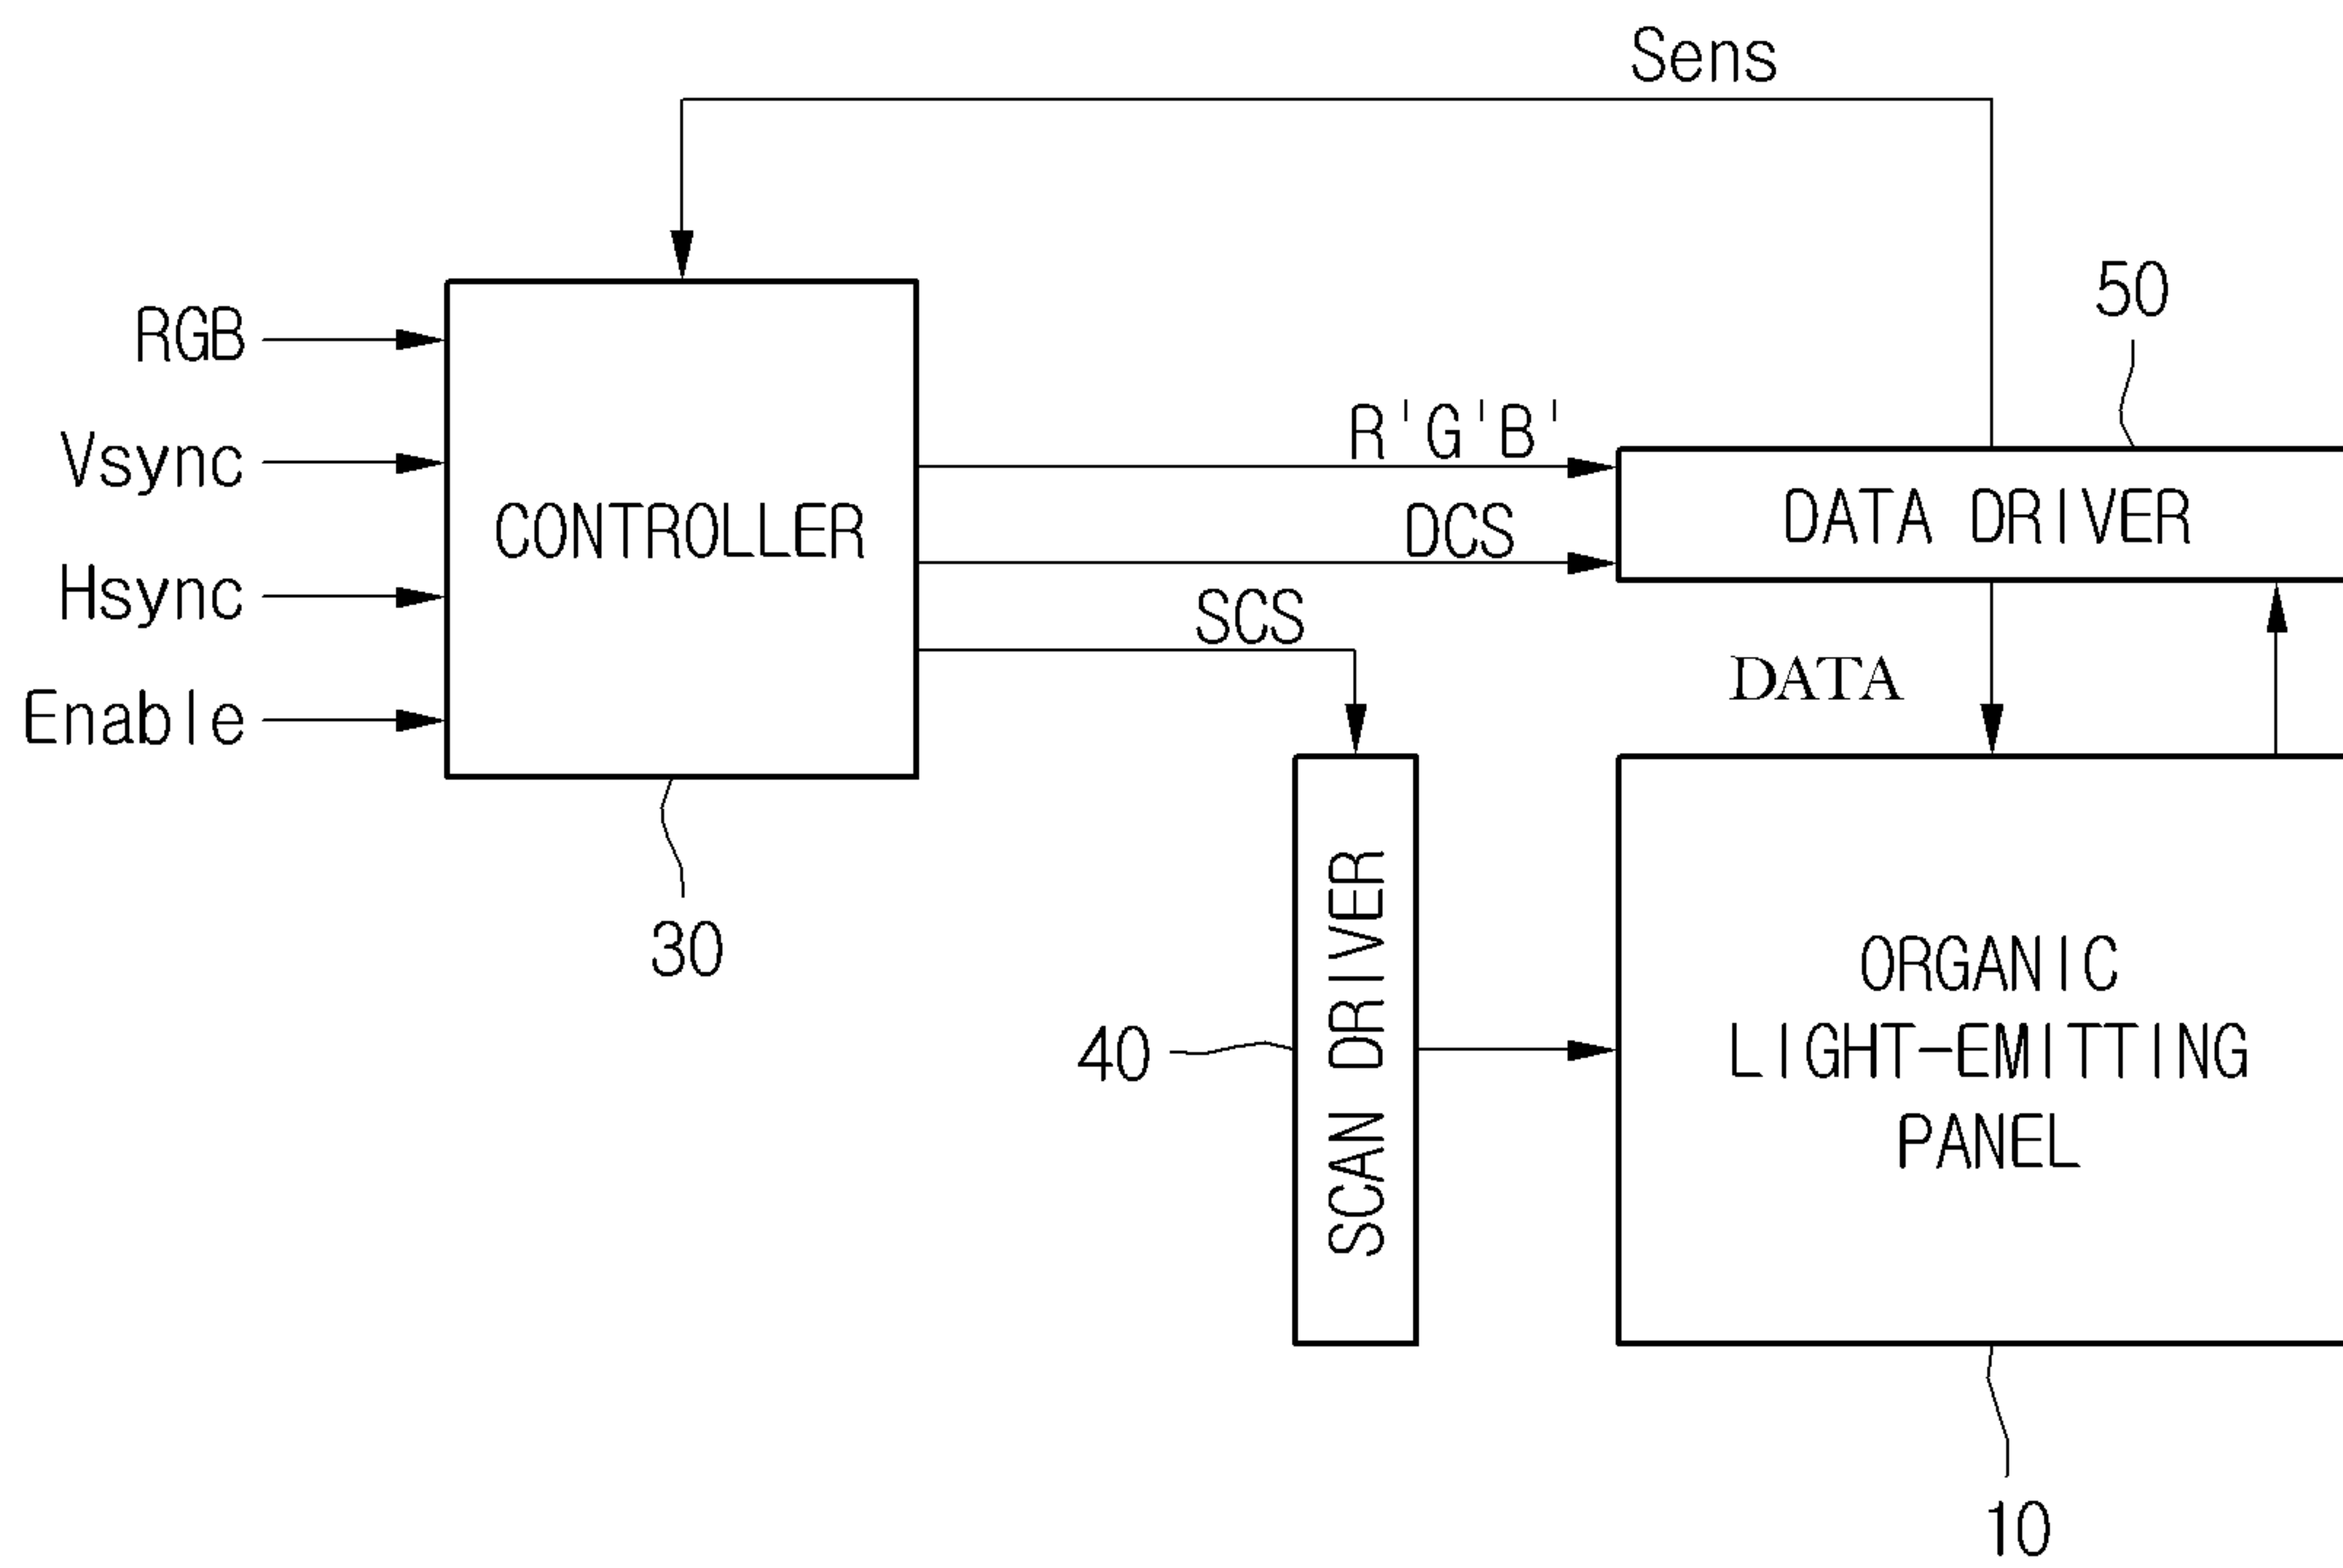 Sens
50
RGB
Vsync
Hsync
Enable
CONTROLLER
R'G'B'
DCS
SCS
DATA DRIVER
DATA
30
40
SCAN DRIVER
ORGANIC
LIGHT-EMITTING
PANEL
10